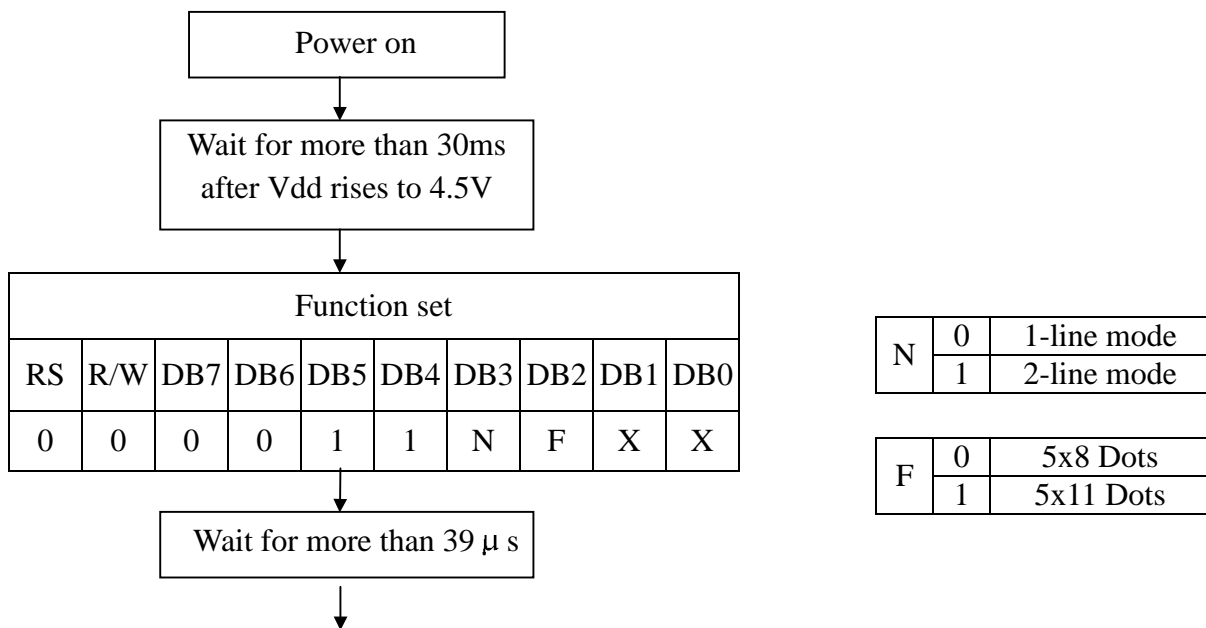 Power on
Wait for more than 30ms
after Vdd rises to 4.5V
Function set
RS R/W DB7 DB6 DB5 DB4 DB3 DB2 DB1 DB0
0 0 0 0 1 1 N F X X
Wait for more than 39 μ s
N
0 1-line mode
1 2-line mode
F
0 5x8 Dots
1 5x11 Dots